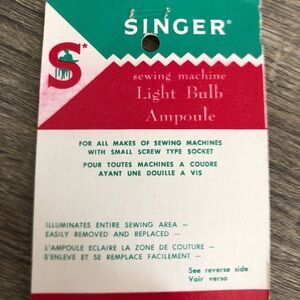 SINGER*
S*
sewing machine
Light Bulb
Ampoule
FOR ALL MAKES OF SEWING MACHINES
WITH SMALL SCREW TYPE SOCKET
POUR TOUTES MACHINES A COUDRE
AYANT UNE DOUILLE A VIS
ILLUMINATES ENTIRE SEWING AREA —
EASILY REMOVED AND REPLACED —
L'AMPOULE ECLAIRE LA ZONE DE COUTURE —
S'ENLEVE ET SE REMPLACE FACILEMENT —
See reverse side
Voir verso